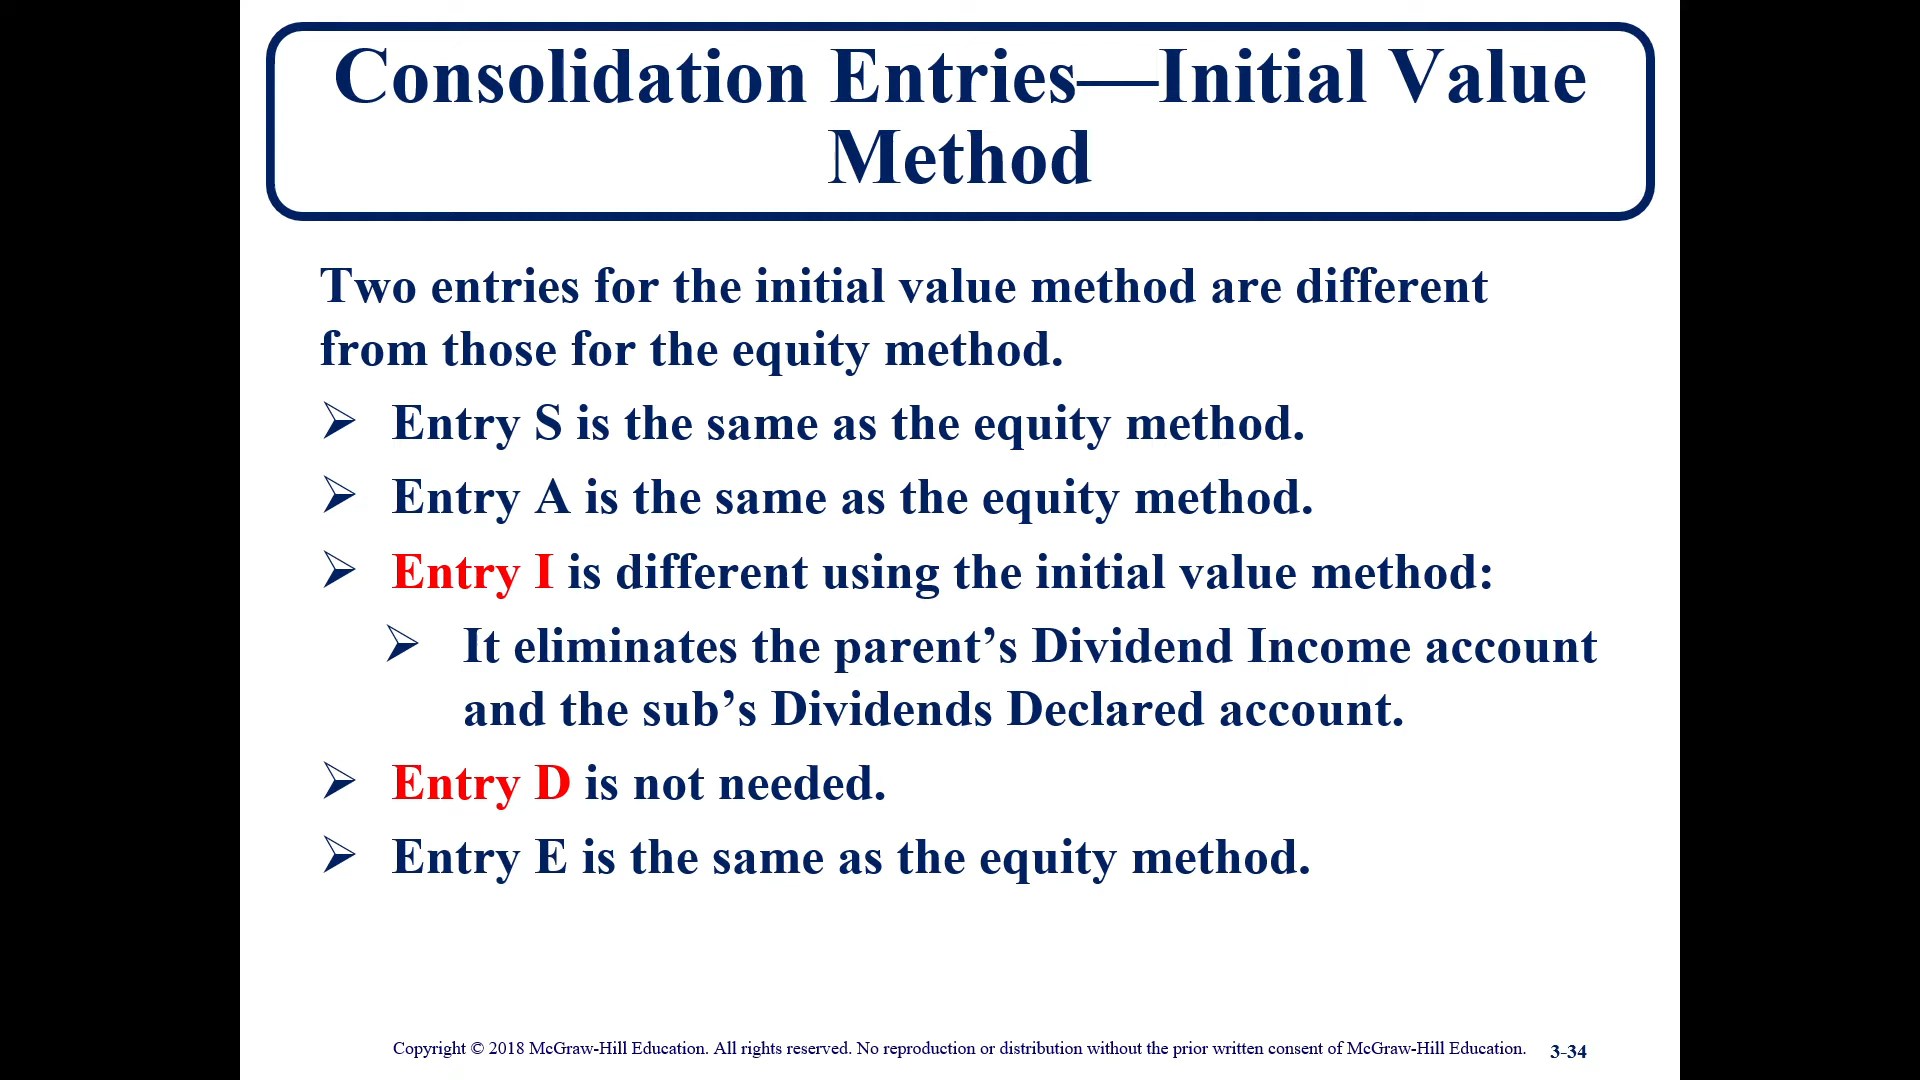 Consolidation Entries—Initial Value
Method
Two entries for the initial value method are different
from those for the equity method.
➢ Entry S is the same as the equity method.
➢ Entry A is the same as the equity method.
➢ Entry I is different using the initial value method:
➢ It eliminates the parent’s Dividend Income account
and the sub’s Dividends Declared account.
➢ Entry D is not needed.
➢ Entry E is the same as the equity method.
Copyright © 2018 McGraw-Hill Education. All rights reserved. No reproduction or distribution without the prior written consent of McGraw-Hill Education. 3-34